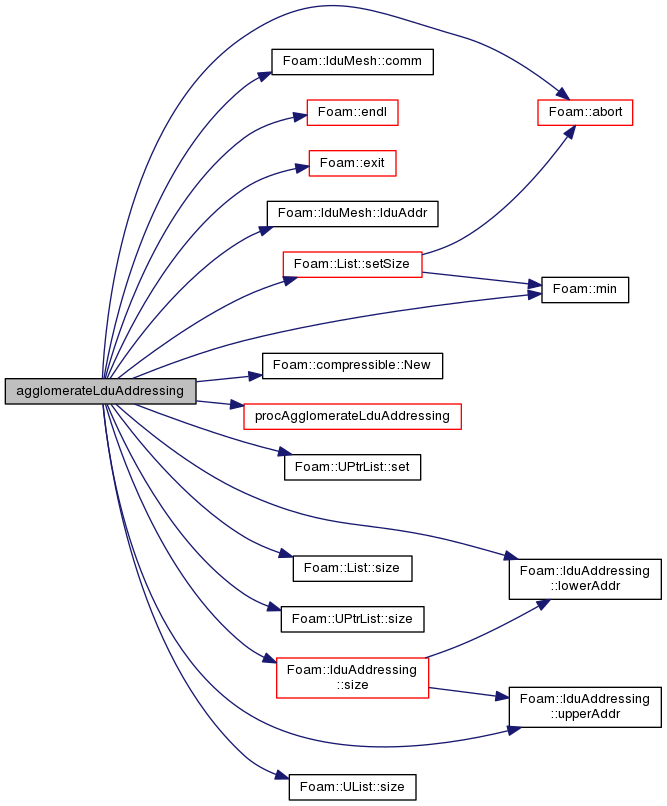 Foam::lduMesh::comm
Foam::endl
Foam::abort
Foam::exit
Foam::lduMesh::lduAddr
Foam::List::setSize
Foam::min
Foam::compressible::New
agglomerateLduAddressing
procAgglomerateLduAddressing
Foam::UPtrList::set
Foam::List::size
Foam::lduAddressing
::lowerAddr
Foam::UPtrList::size
Foam::lduAddressing
::size
Foam::lduAddressing
::upperAddr
Foam::UList::size